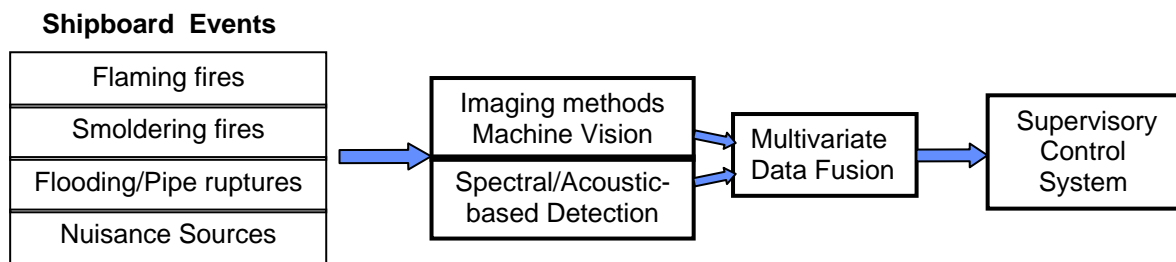 Shipboard Events
Flaming fires
Smoldering fires
Flooding/Pipe ruptures
Nuisance Sources
Imaging methods
Machine Vision
Spectral/Acoustic-
based Detection
Multivariate
Data Fusion
Supervisory
Control
System